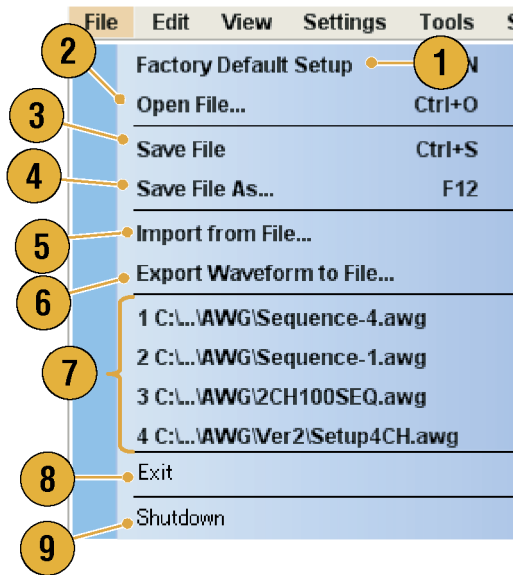 File Edit View Settings Tools S
1 Factory Default Setup N
2 Open File... Ctrl+O
3 Save File Ctrl+S
4 Save File As... F12
5 Import from File...
6 Export Waveform to File...
1 C:\...\AWG\Sequence-4.awg
2 C:\...\AWG\Sequence-1.awg
7
3 C:\...\AWG\2CH100SEQ.awg
4 C:\...\AWG\Ver2\Setup4CH.awg
8 Exit
9 Shutdown